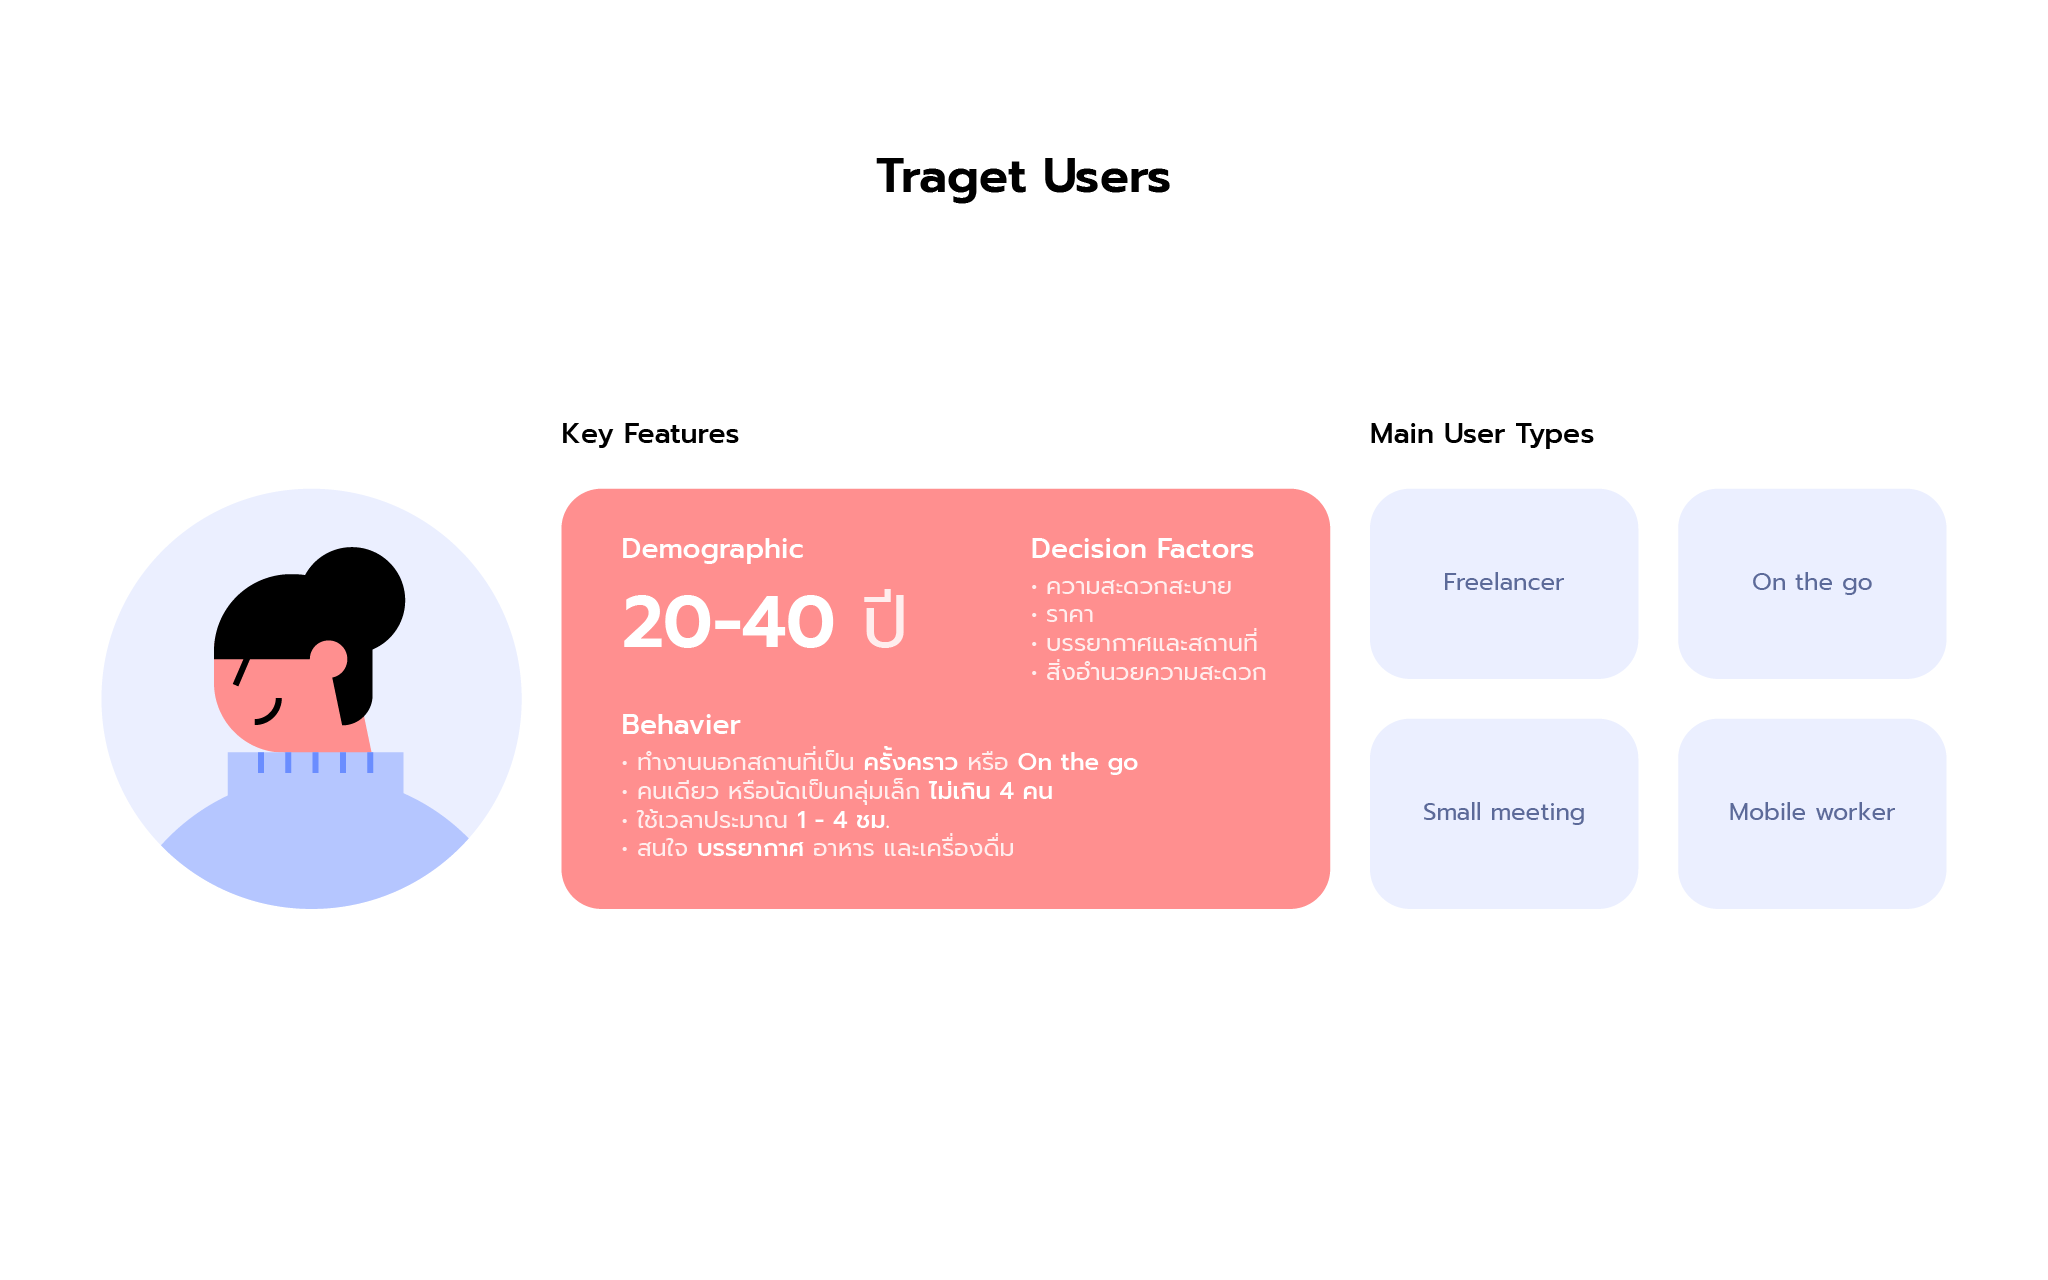 Traget Users
Key Features
Demographic
20-40 ปี
Decision Factors
• ความสะดวกสะบาย
• ราคา
• บรรยากาศและสถานที่
• สิ่งอำนวยความสะดวก
Behavier
• ทำงานนอกสถานที่เป็น ครั้งคราว หรือ On the go
• คนเดียว หรือนัดเป็นกลุ่มเล็ก ไม่เกิน 4 คน
• ใช้เวลาประมาณ 1 - 4 ชม.
• สนใจ บรรยากาศ อาหาร และเครื่องดื่ม
Main User Types
Freelancer
On the go
Small meeting
Mobile worker